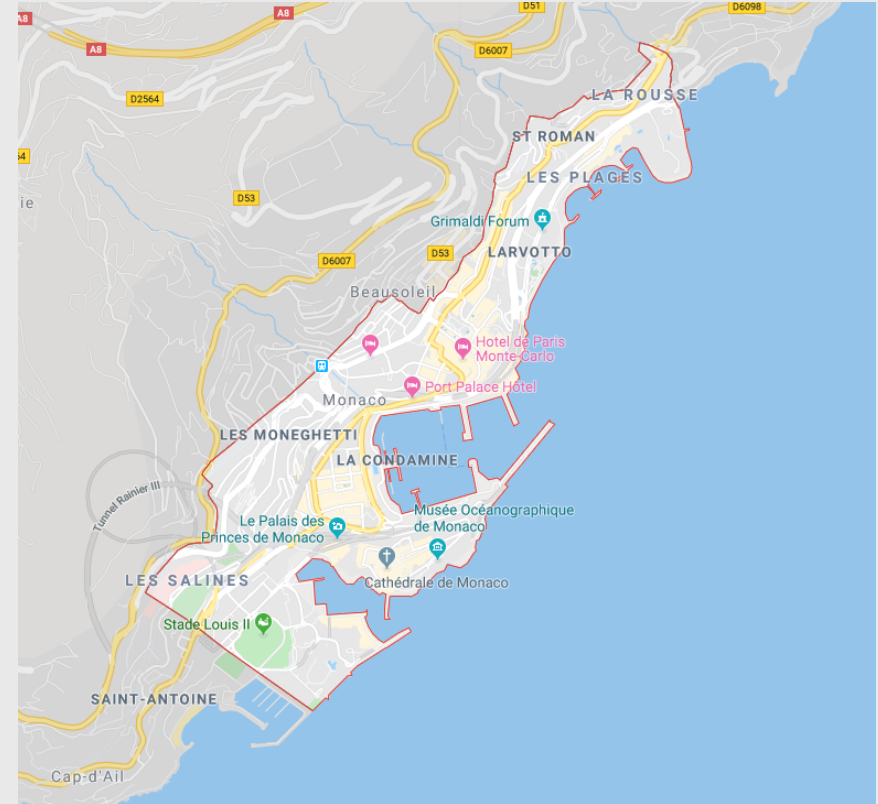 D51
D6098
A8
A8
A8
D6007
D2564
LA ROUSSE
ST ROMAN
LES PLAGES
D53
Grimaldi Forum
LARVOTTO
D53
D6007
Beausoleil
Hotel de Paris
Monte-Carlo
Port Palace Hôtel
Monaco
LES MONEGHETTI
LA CONDAMINE
Tunnel Rainier III
Musée Océanographique
de Monaco
Le Palais des
Princes de Monaco
LES SALINES
Cathédrale de Monaco
Stade Louis II
SAINT-ANTOINE
Cap-d'Ail